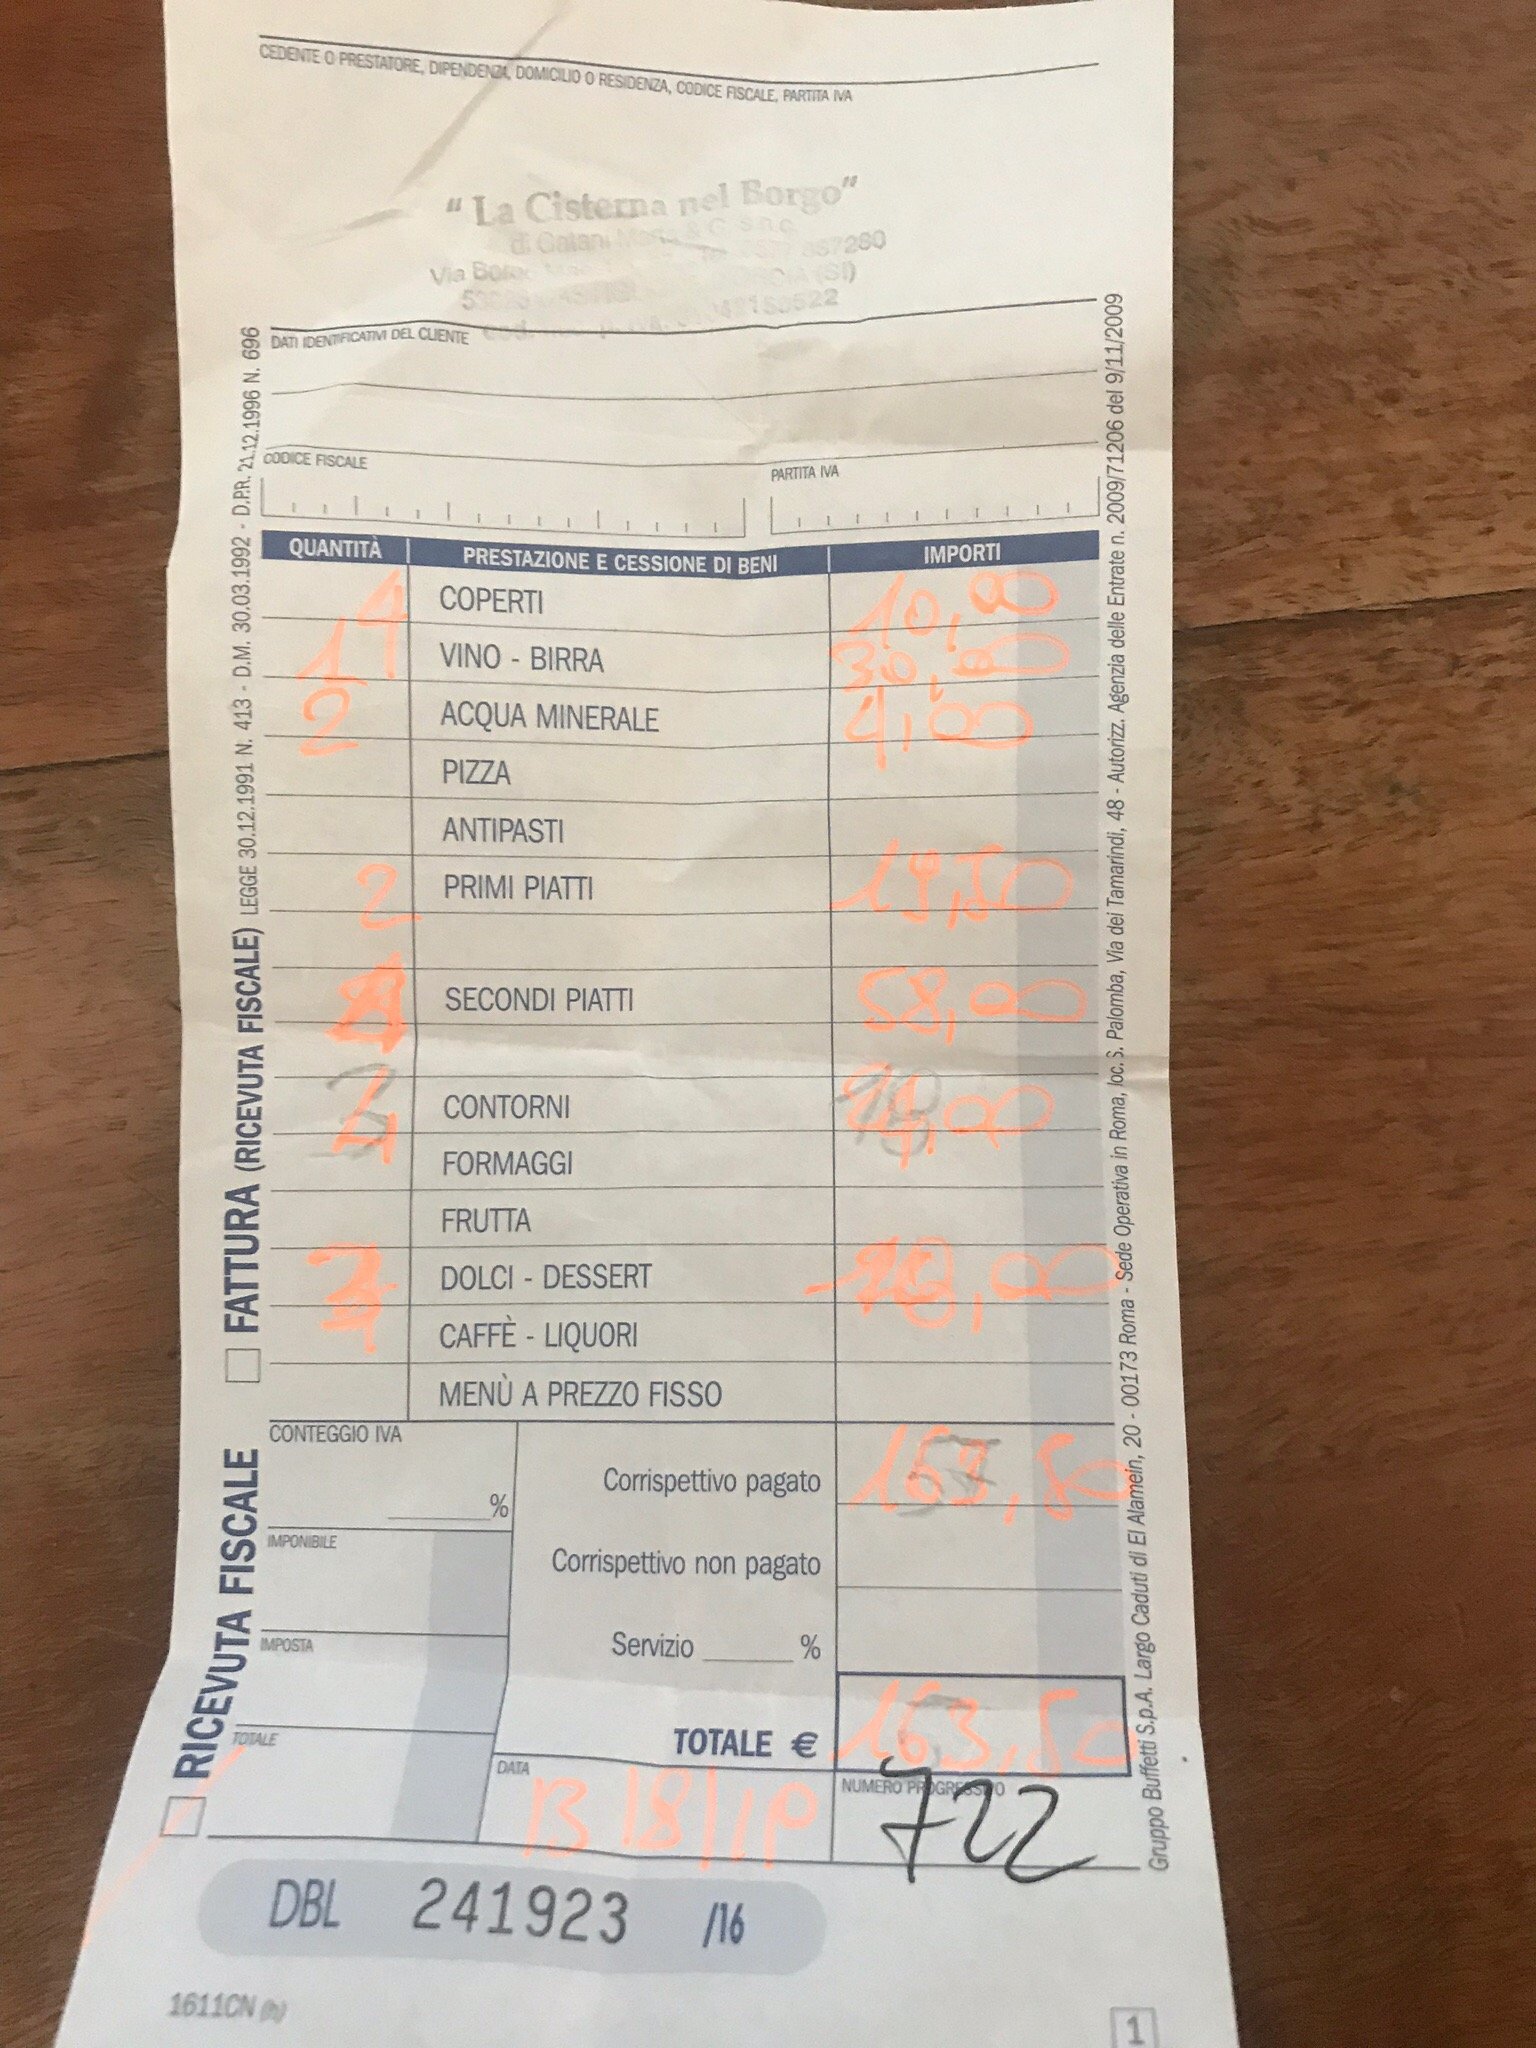 CEDENTE O PRESTATORE, DIPENDENZA, DOMICILIO O RESIDENZA, CODICE FISCALE, PARTITA IVA
"La Cisterna nel Borgo"
DATI IDENTIFICATIVI DEL CLIENTE
CODICE FISCALE PARTITA IVA
QUANTITÀ PRESTAZIONE E CESSIONE DI BENI IMPORTI
4 COPERTI 10,00
1 VINO - BIRRA 30,00
2 ACQUA MINERALE 4,00
PIZZA
ANTIPASTI
2 PRIMI PIATTI 19,50
SECONDI PIATTI 58,00
CONTORNI
FORMAGGI
FRUTTA
DOLCI - DESSERT
CAFFÈ - LIQUORI
MENÙ A PREZZO FISSO
CONTEGGIO IVA
%
Corrispettivo pagato
IMPONIBILE
Corrispettivo non pagato
IMPOSTA
Servizio %
TOTALE
TOTALE € 163,50
DATA
NUMERO PROGRESSIVO
722
DBL 241923 /16
1611CN (h)
1
RICEVUTA FISCALE
FATTURA (RICEVUTA FISCALE) LEGGE 30.12.1991 N. 413 - D.M. 30.03.1992 - D.P.R. 21.12.1996 N. 696
Gruppo Buffetti S.p.A. Largo Caduti di El Alamein, 20 - 00173 Roma - Sede Operativa in Roma, loc. S. Palomba, Via dei Tamarindi, 48 - Autorizz. Agenzia delle Entrate n. 2009/71206 del 9/11/2009